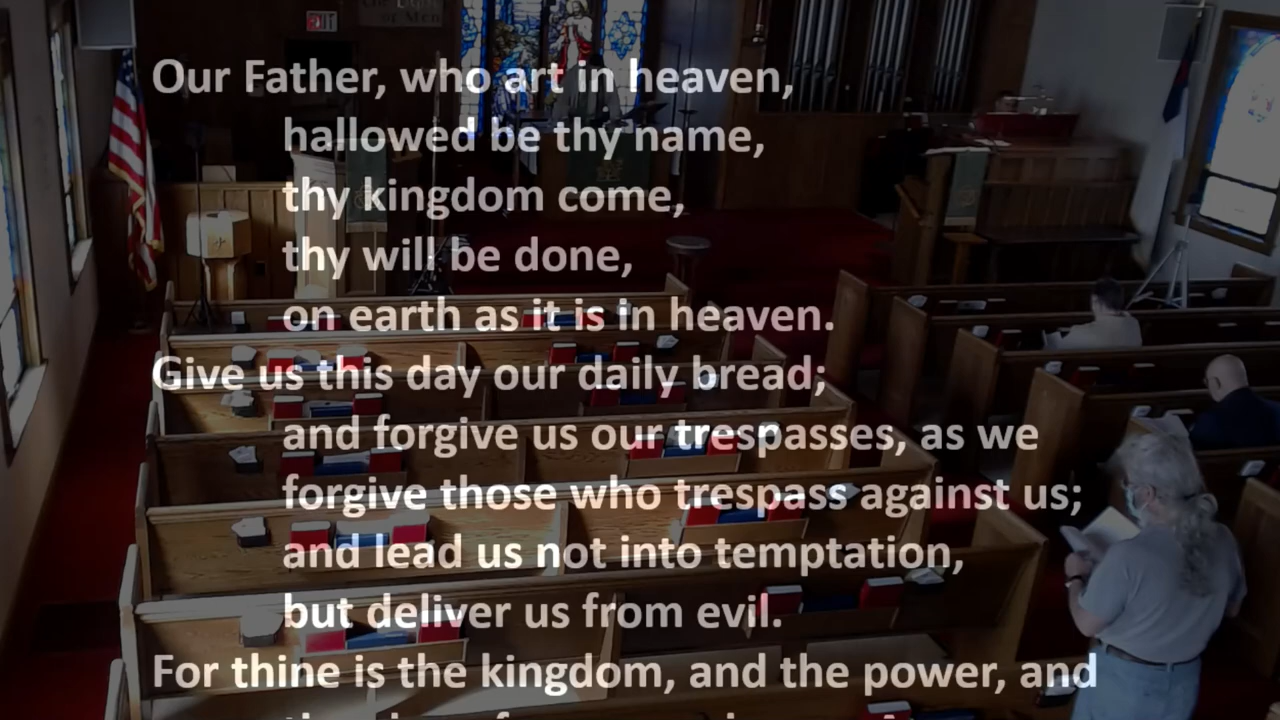 EXIT
of Men
Our Father, who art in heaven,
hallowed be thy name,
thy kingdom come,
thy will be done,
on earth as it is in heaven.
Give us this day our daily bread;
and forgive us our trespasses, as we
forgive those who trespass against us;
and lead us not into temptation,
but deliver us from evil.
For thine is the kingdom, and the power, and